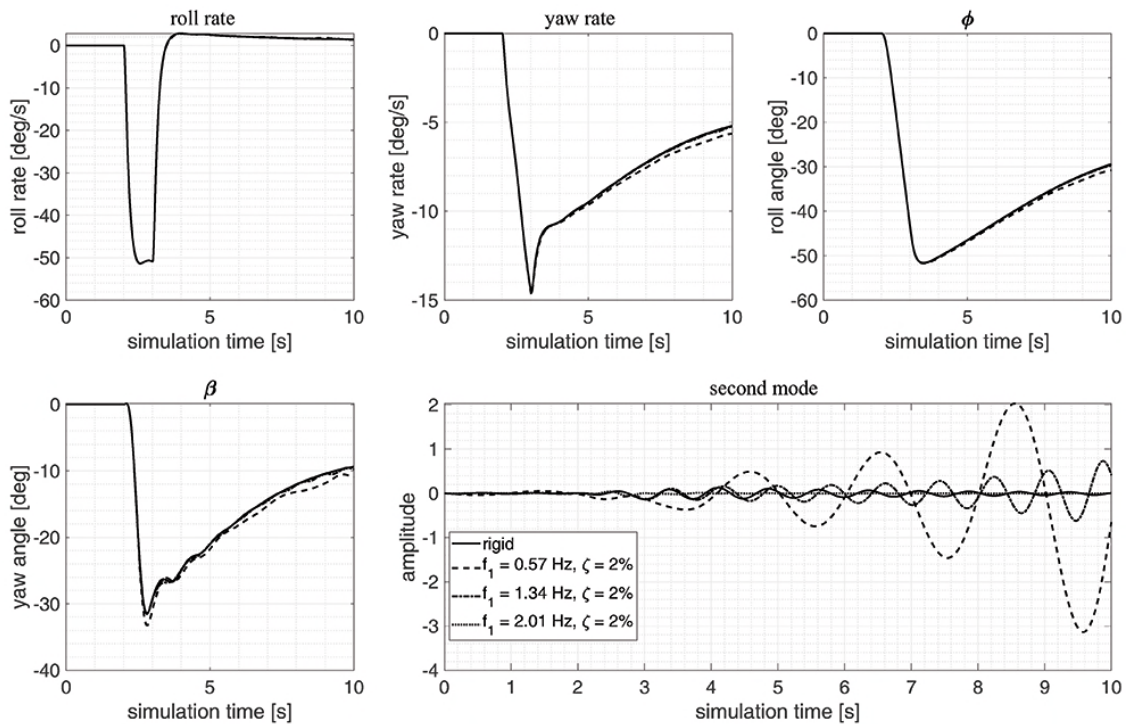 roll rate
0
-10
-20
-30
-40
-50
-60
roll rate [deg/s]
0 5 10
simulation time [s]
yaw rate
0
-5
-10
-15
yaw rate [deg/s]
0 5 10
simulation time [s]
ϕ
0
-10
-20
-30
-40
-50
-60
roll angle [deg]
0 5 10
simulation time [s]
β
0
-10
-20
-30
-40
yaw angle [deg]
0 5 10
simulation time [s]
second mode
2
1
0
-1
-2
-3
-4
amplitude
rigid
f₁ = 0.57 Hz, ζ = 2%
f₁ = 1.34 Hz, ζ = 2%
f₁ = 2.01 Hz, ζ = 2%
0 1 2 3 4 5 6 7 8 9 10
simulation time [s]